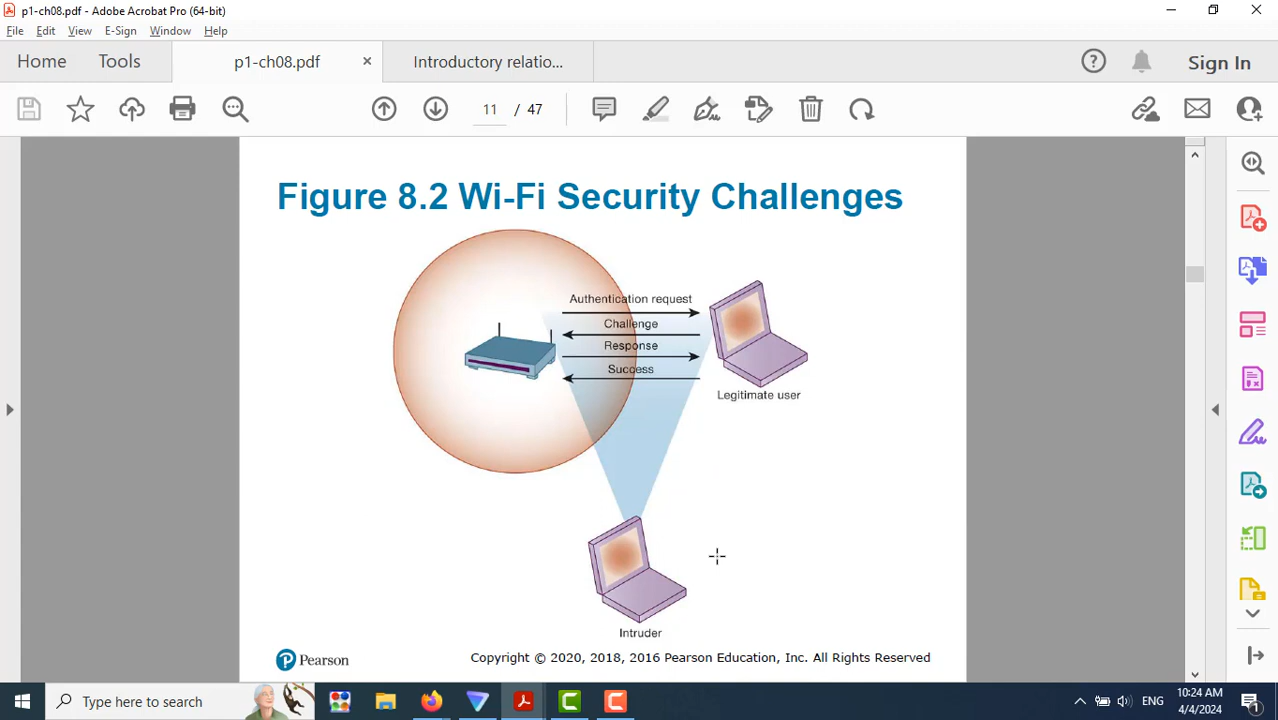 p1-ch08.pdf - Adobe Acrobat Pro (64-bit)
File Edit View E-Sign Window Help
Home Tools p1-ch08.pdf × Introductory relatio... Sign In
11 / 47
Figure 8.2 Wi-Fi Security Challenges
Authentication request
Challenge
Response
Success
Legitimate user
Intruder
Pearson Copyright © 2020, 2018, 2016 Pearson Education, Inc. All Rights Reserved
Type here to search
ENG
10:24 AM
4/4/2024
1